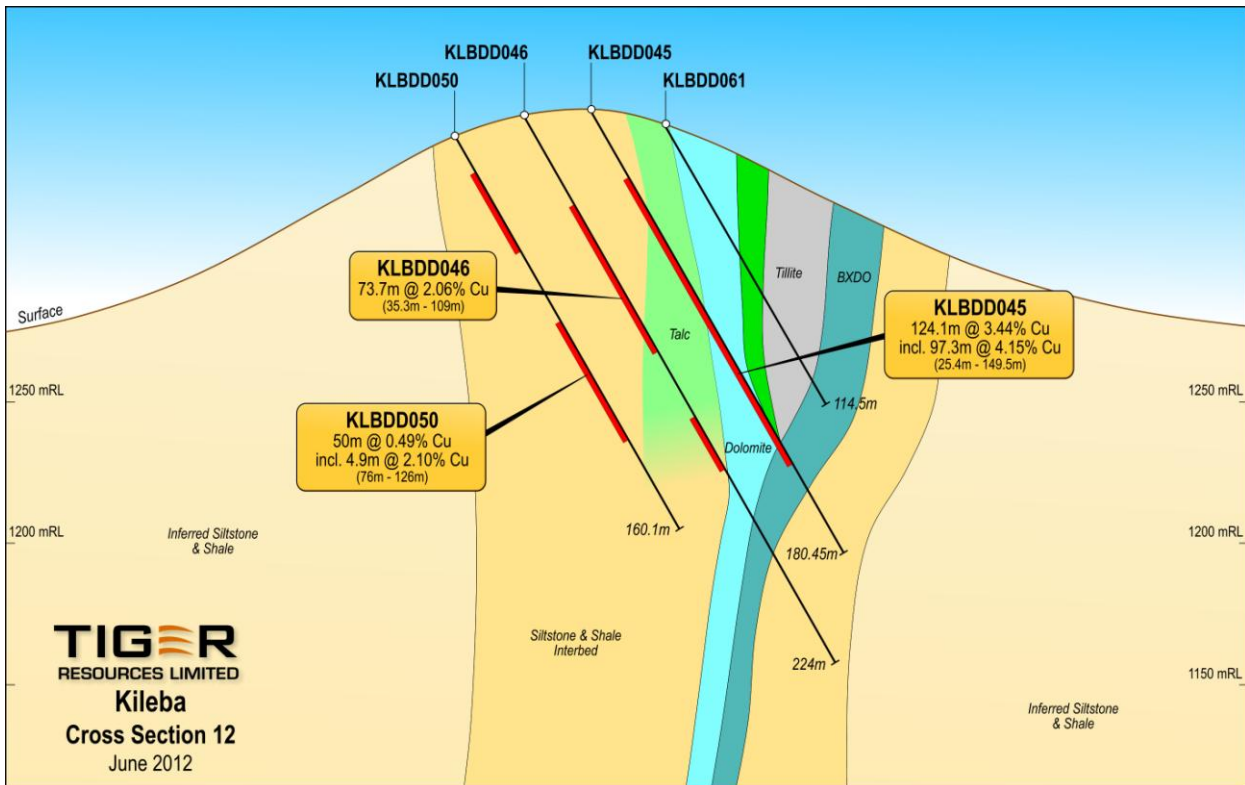 KLBDD046
KLBDD045
KLBDD050
KLBDD061
KLBDD046
73.7m @ 2.06% Cu
(35.3m - 109m)
Tillite
BXDO
Surface
KLBDD045
124.1m @ 3.44% Cu
incl. 97.3m @ 4.15% Cu
(25.4m - 149.5m)
Talc
1250 mRL
1250 mRL
114.5m
KLBDD050
50m @ 0.49% Cu
incl. 4.9m @ 2.10% Cu
(76m - 126m)
Dolomite
160.1m
1200 mRL
1200 mRL
Inferred Siltstone
& Shale
180.45m
TIGER
RESOURCES LIMITED
Kileba
Cross Section 12
June 2012
Siltstone & Shale
Interbed
224m
1150 mRL
Inferred Siltstone
& Shale